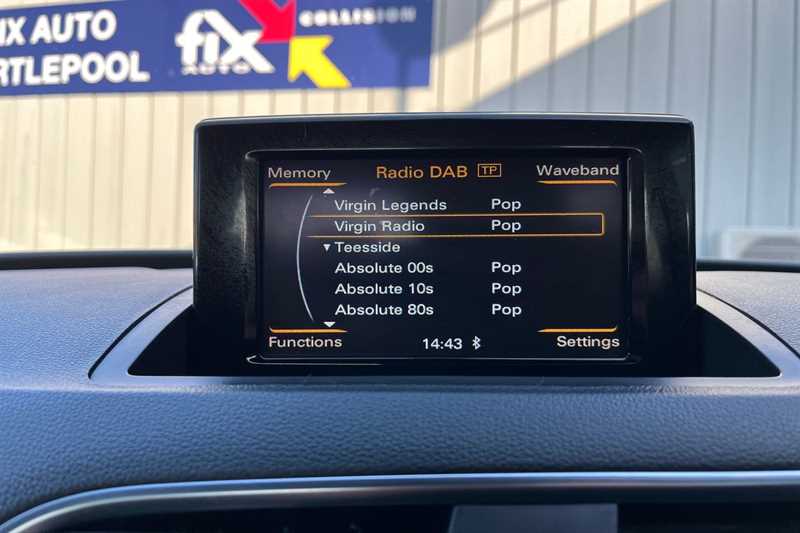 IX AUTO
RTLEPOOL
fix
AUTO
COLLISION
Memory Radio DAB TP Waveband
Virgin Legends Pop
Virgin Radio Pop
Teesside
Absolute 00s Pop
Absolute 10s Pop
Absolute 80s Pop
Functions 14:43 Settings